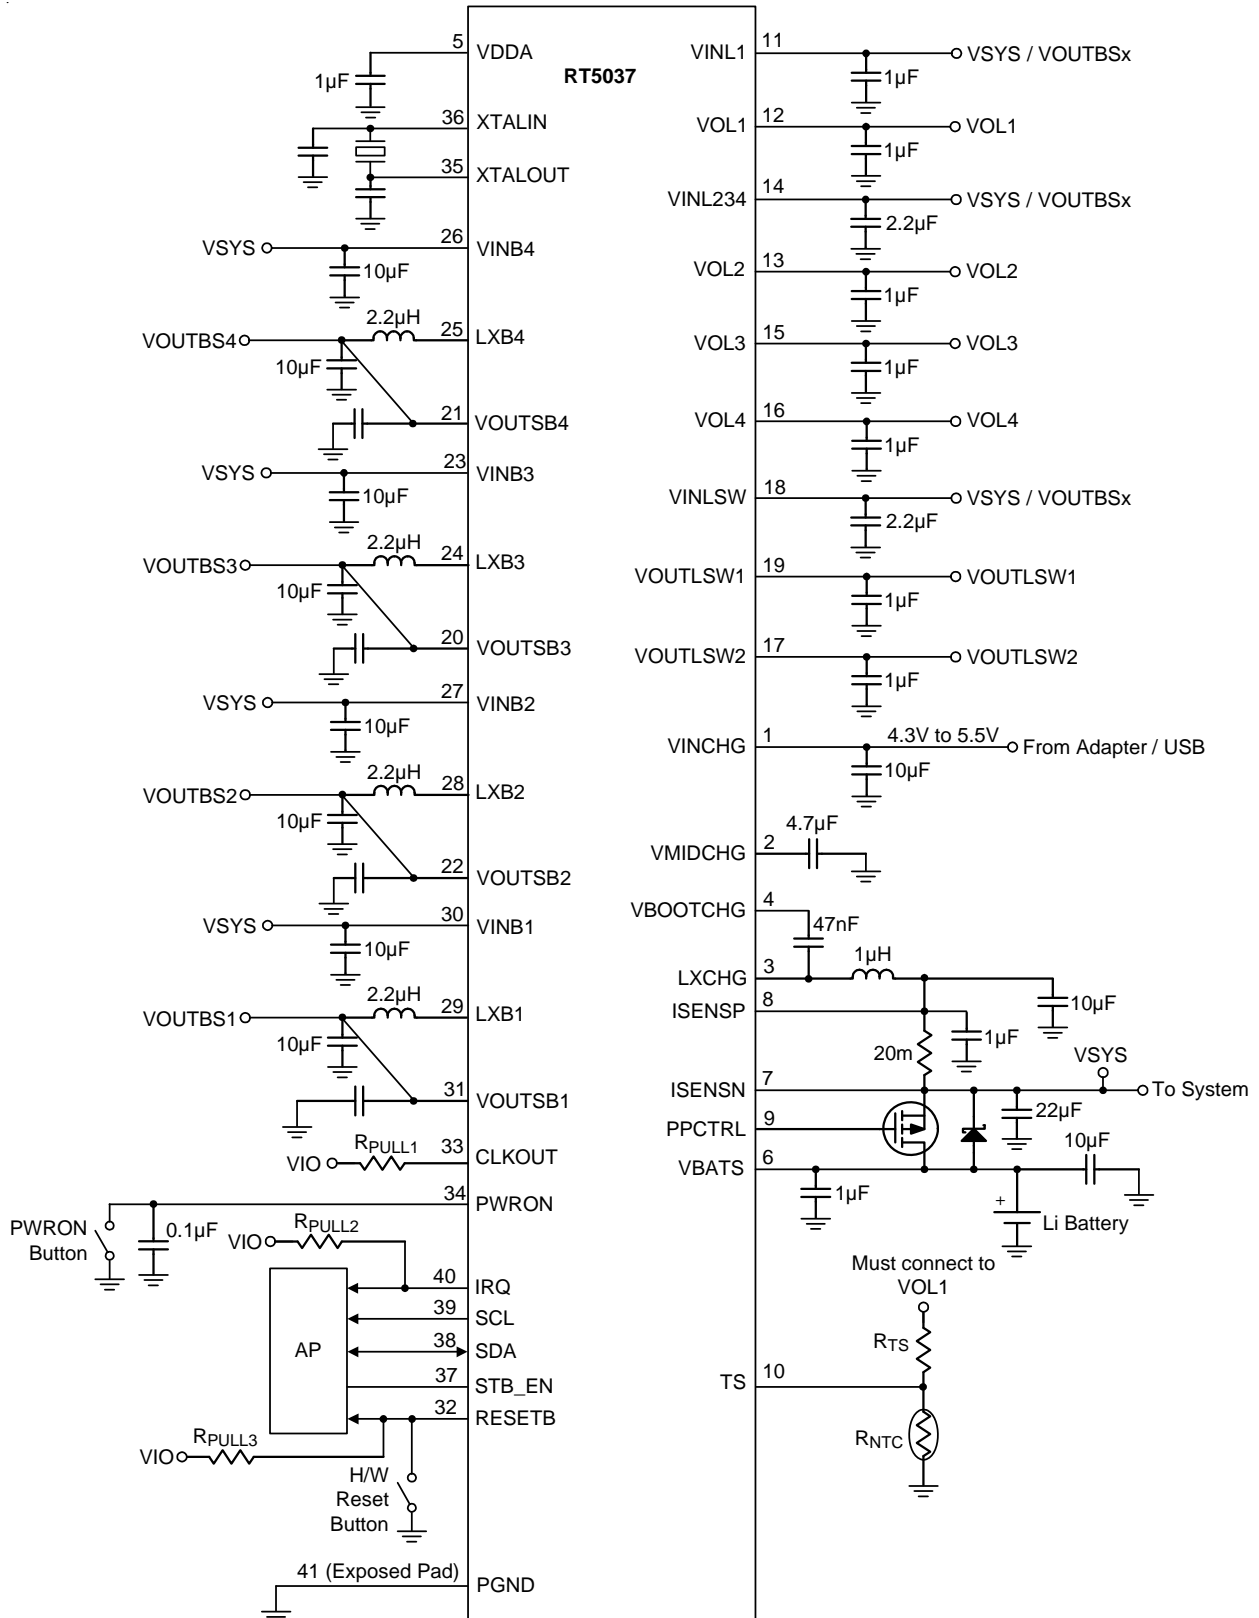 RT5037
5 VDDA
1µF
36 XTALIN
35 XTALOUT
VSYS 26 VINB4
10µF
2.2µH
VOUTBS4 25 LXB4
10µF
21 VOUTSB4
VSYS 23 VINB3
10µF
2.2µH
VOUTBS3 24 LXB3
10µF
20 VOUTSB3
VSYS 27 VINB2
10µF
2.2µH
VOUTBS2 28 LXB2
10µF
22 VOUTSB2
VSYS 30 VINB1
10µF
2.2µH
VOUTBS1 29 LXB1
10µF
31 VOUTSB1
VIO RPULL1 33 CLKOUT
34 PWRON
PWRON
Button
0.1µF
VIO RPULL2
40 IRQ
39 SCL
AP 38 SDA
37 STB_EN
32 RESETB
VIO RPULL3
H/W
Reset
Button
41 (Exposed Pad) PGND
VINL1 11 VSYS / VOUTBSx
1µF
VOL1 12 VOL1
1µF
VINL234 14 VSYS / VOUTBSx
2.2µF
VOL2 13 VOL2
1µF
VOL3 15 VOL3
1µF
VOL4 16 VOL4
1µF
VINLSW 18 VSYS / VOUTBSx
2.2µF
VOUTLSW1 19 VOUTLSW1
1µF
VOUTLSW2 17 VOUTLSW2
1µF
VINCHG 1 4.3V to 5.5V From Adapter / USB
10µF
4.7µF
VMIDCHG 2
VBOOTCHG 4
47nF
1µH
LXCHG 3
10µF
ISENSP 8
1µF
20m
VSYS
ISENSN 7 To System
22µF
PPCTRL 9
10µF
VBATS 6
1µF
+
Li Battery
Must connect to
VOL1
RTS
TS 10
RNTC